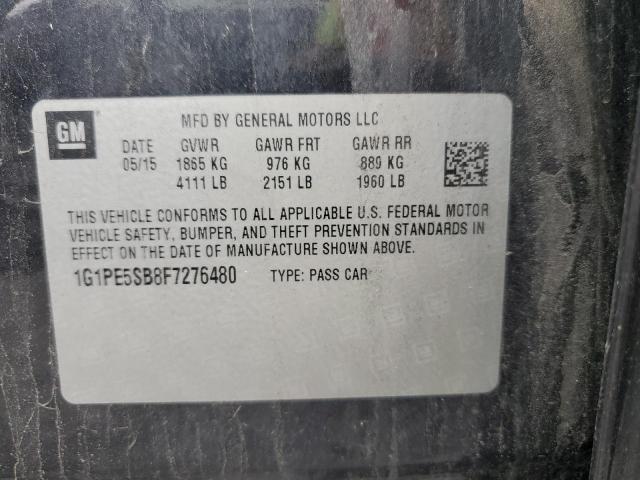 GM
MFD BY GENERAL MOTORS LLC
DATE GVWR GAWR FRT GAWR RR
05/15 1865 KG 976 KG 889 KG
4111 LB 2151 LB 1960 LB
THIS VEHICLE CONFORMS TO ALL APPLICABLE U.S. FEDERAL MOTOR
VEHICLE SAFETY, BUMPER, AND THEFT PREVENTION STANDARDS IN
EFFECT ON THE DATE OF MANUFACTURE SHOWN ABOVE.
1G1PE5SB8F7276480 TYPE: PASS CAR